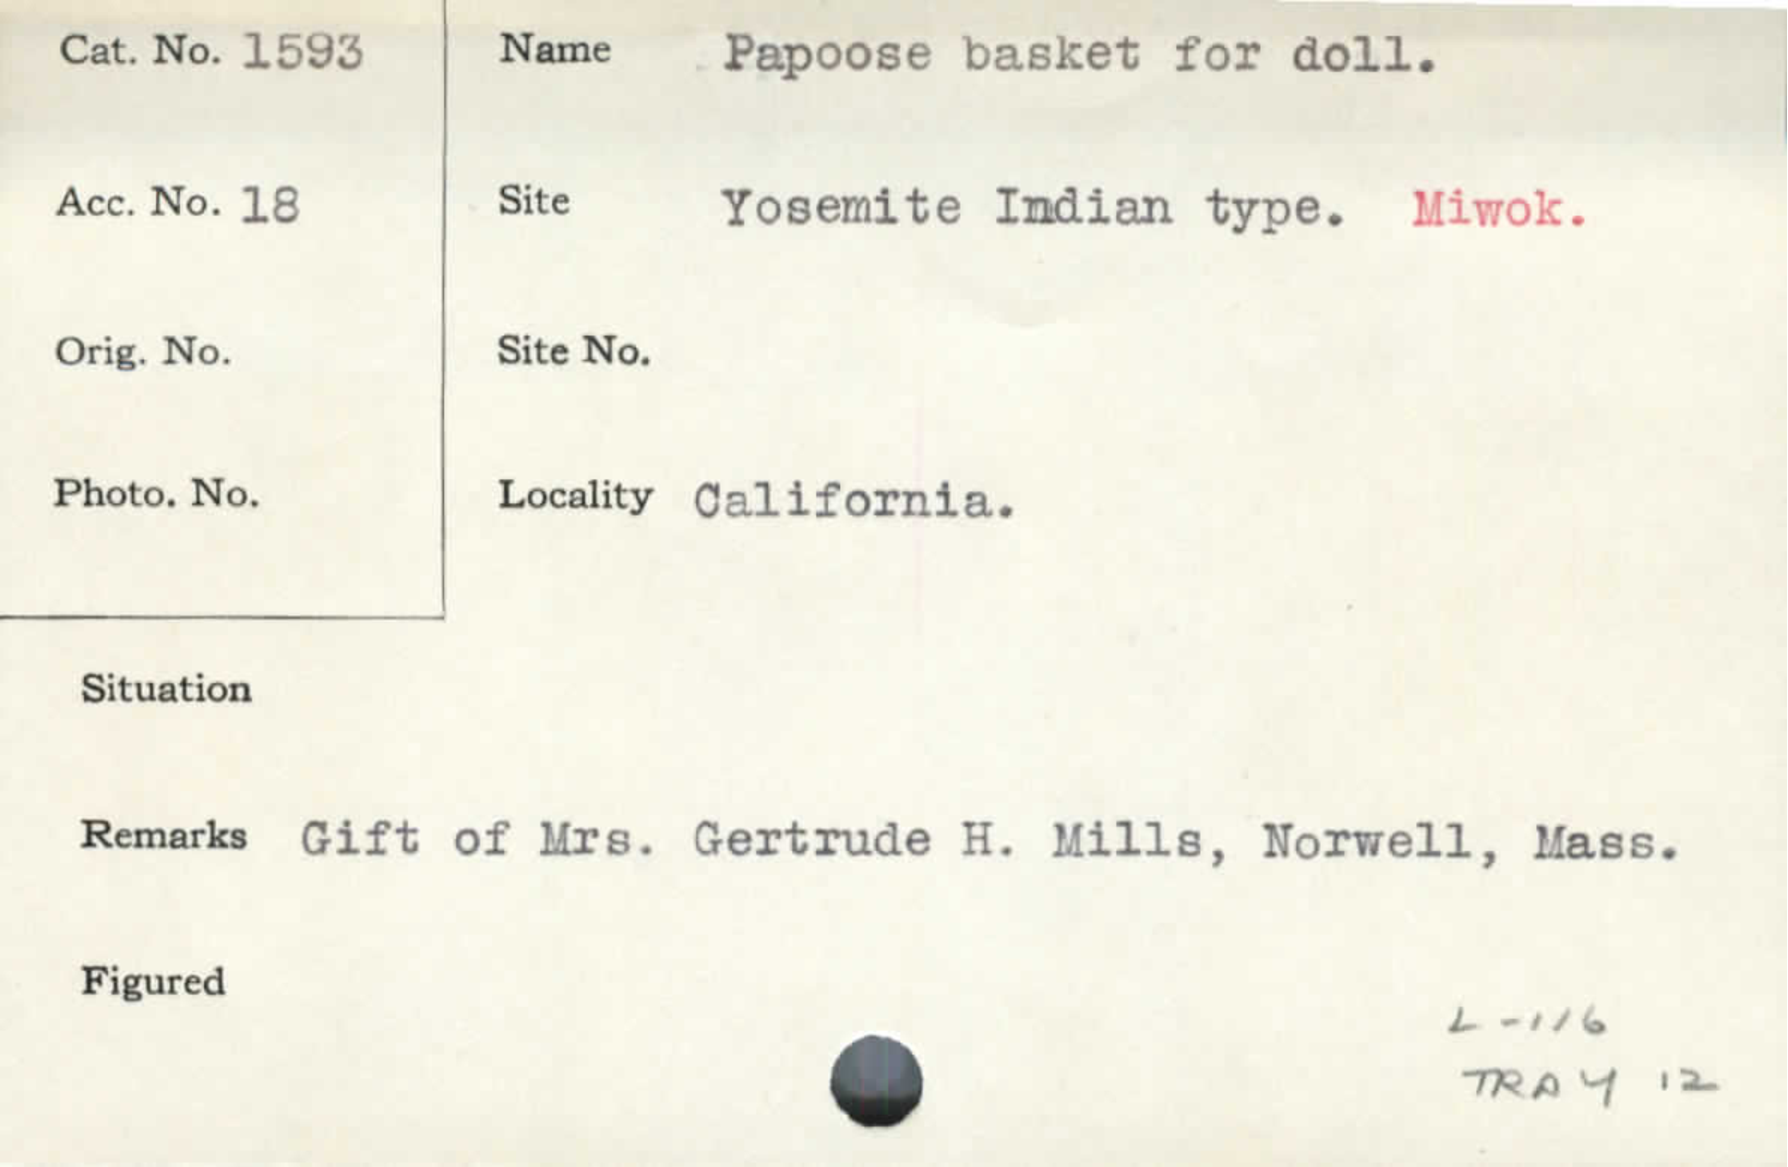 Cat. No. 1593
Name Papoose basket for doll.
Acc. No. 18
Site Yosemite Indian type. Miwok.
Orig. No.
Site No.
Photo. No.
Locality California.
Situation
Remarks Gift of Mrs. Gertrude H. Mills, Norwell, Mass.
Figured
L-116
TRAY 12